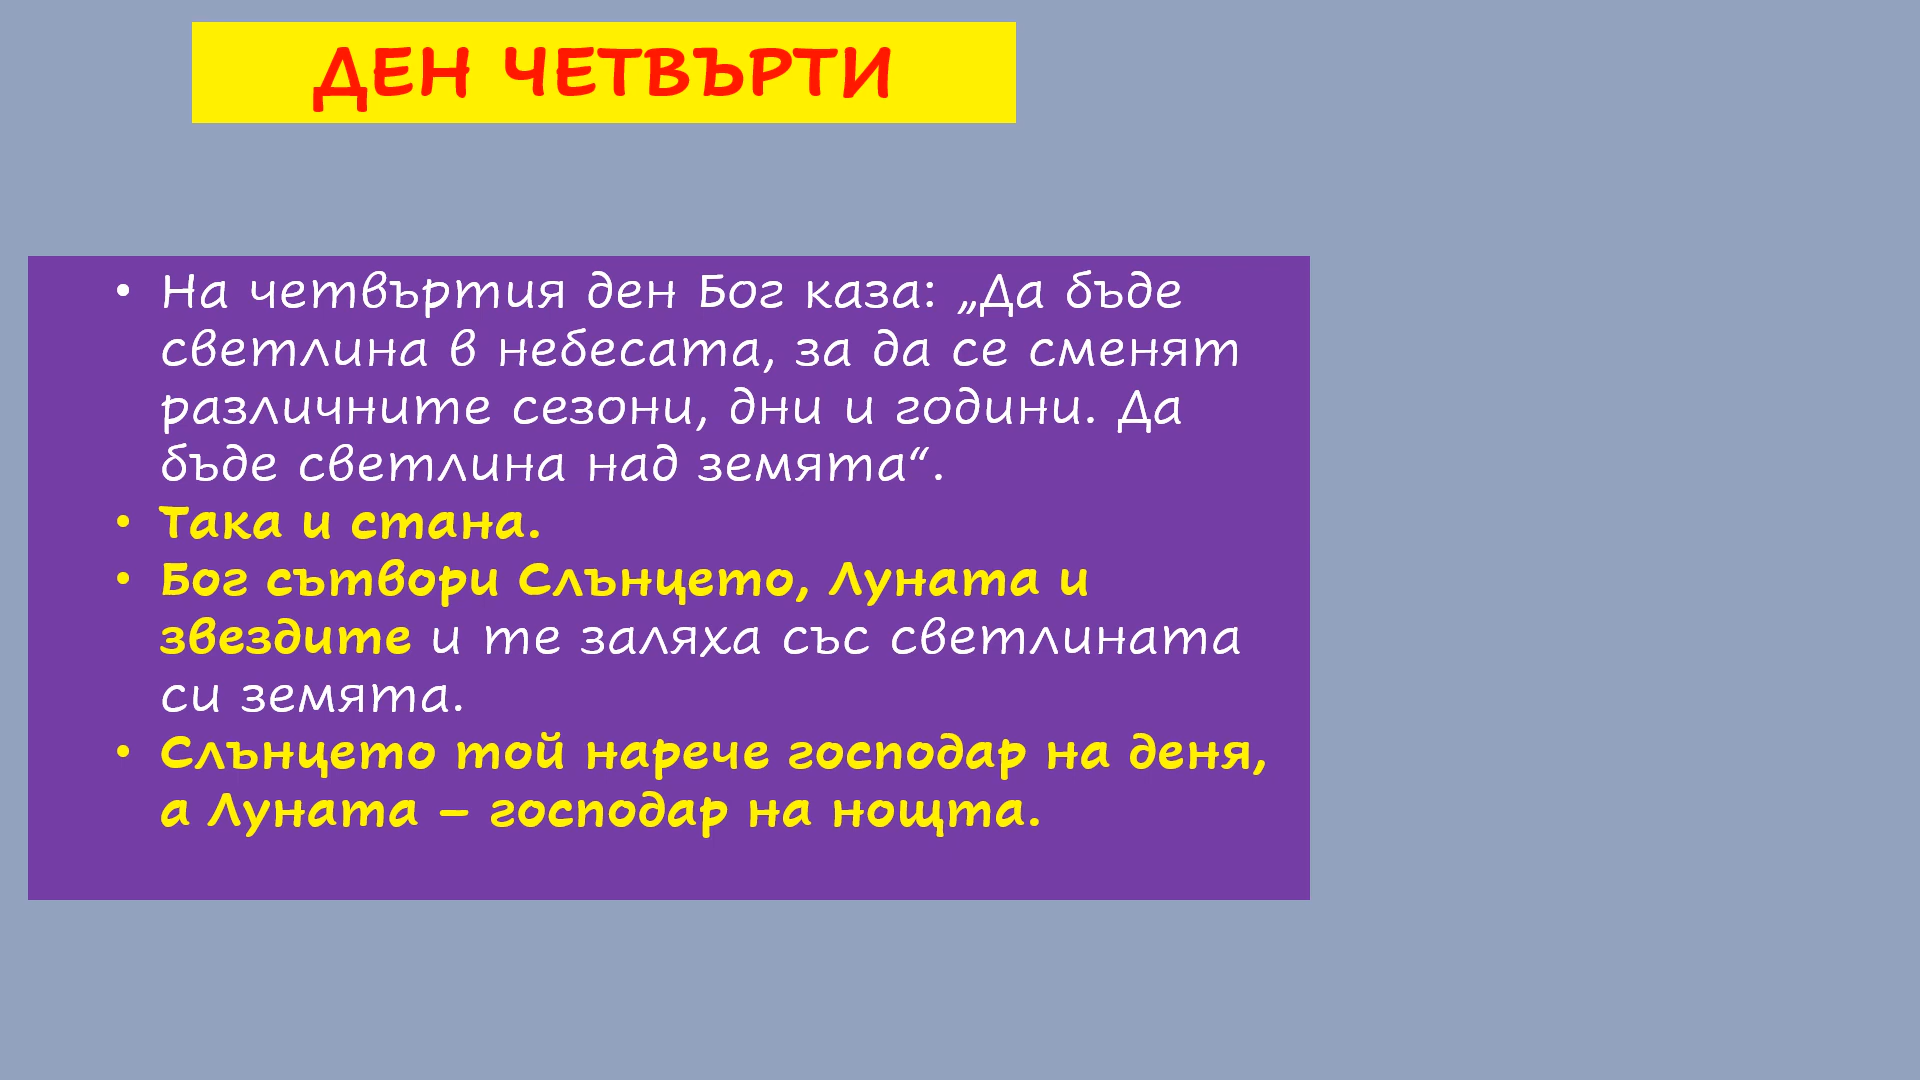 ДЕН ЧЕТВЪРТИ
• На четвъртия ден Бог каза: „Да бъде
светлина в небесата, за да се сменят
различните сезони, дни и години. Да
бъде светлина над земята“.
• Така и стана.
• Бог сътвори Слънцето, Луната и
звездите и те заляха със светлината
си земята.
• Слънцето той нарече господар на деня,
а Луната – господар на нощта.